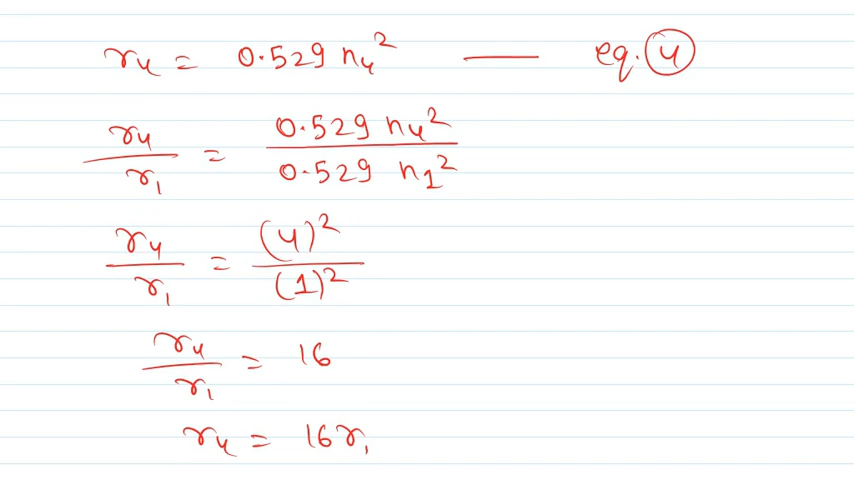 r₄ = 0.529 n₄² —— eq. 4
r₄/r₁ = 0.529 n₄² / 0.529 n₁²
r₄/r₁ = (4)²/(1)²
r₄/r₁ = 16
r₄ = 16r₁